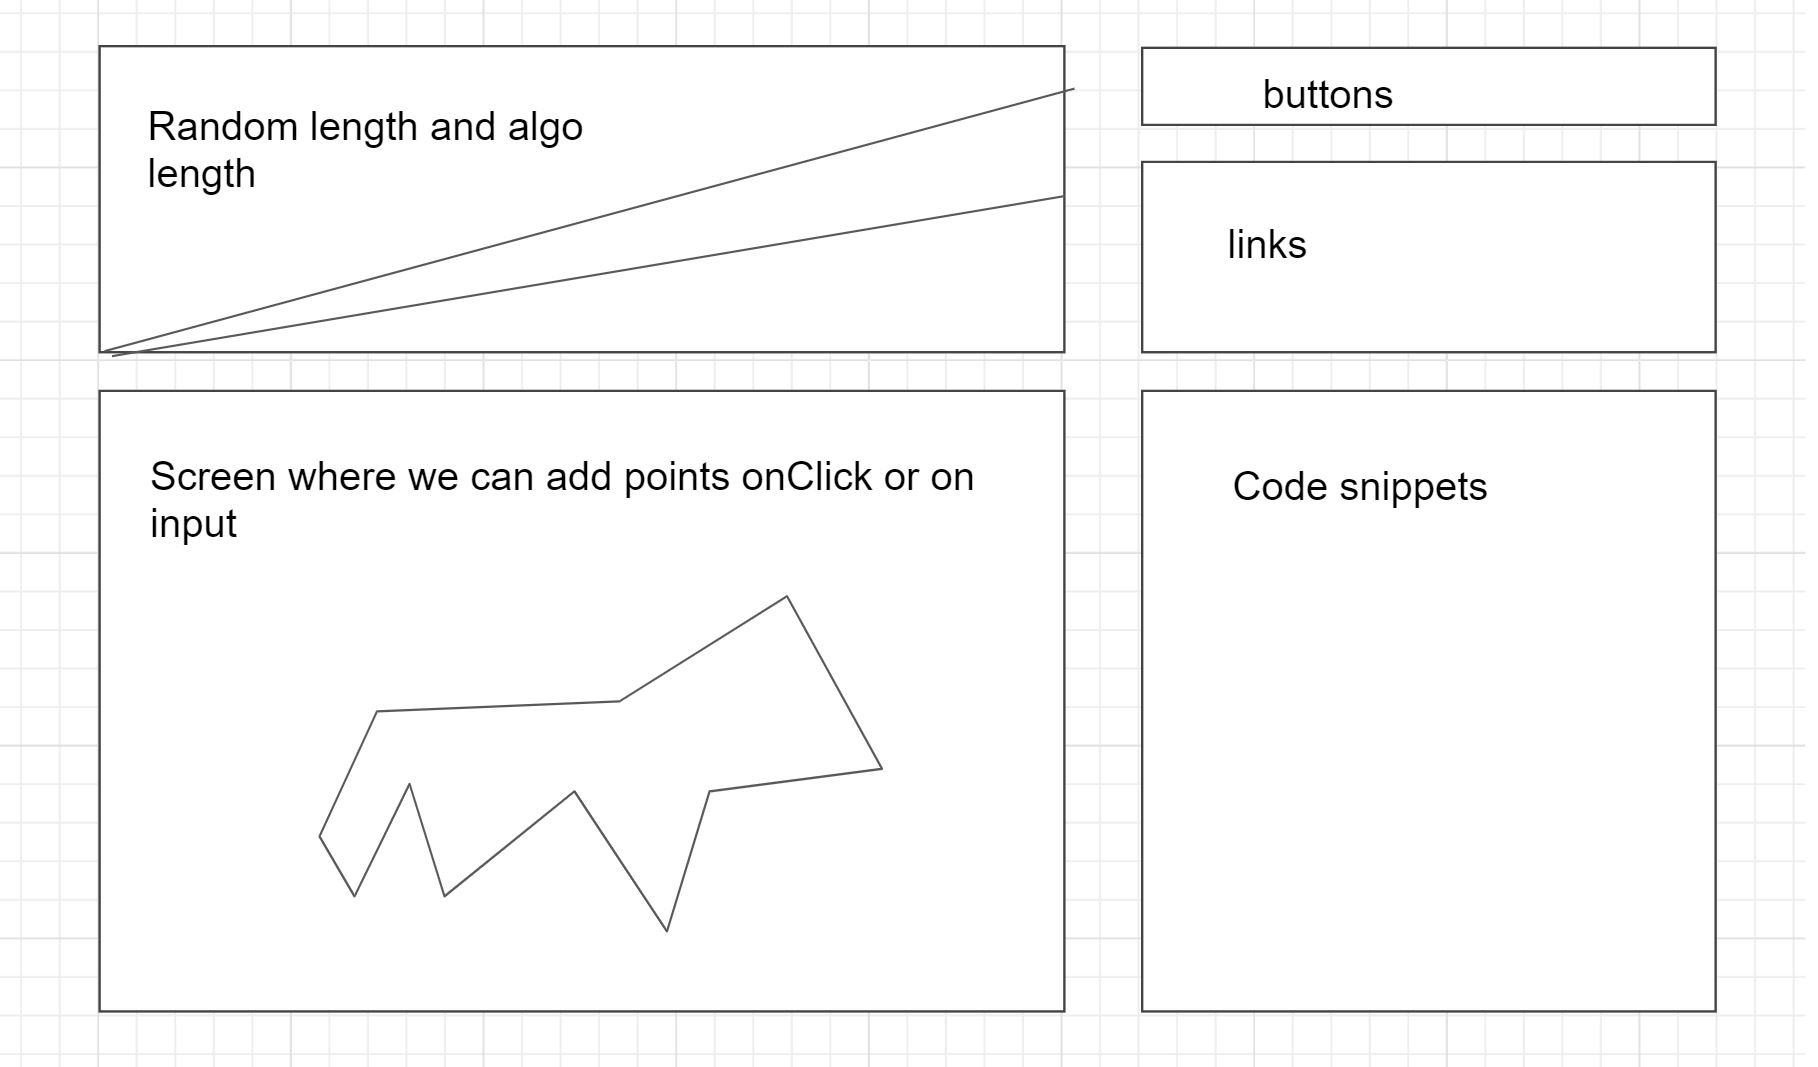 Random length and algo
length
buttons
links
Screen where we can add points onClick or on
input
Code snippets